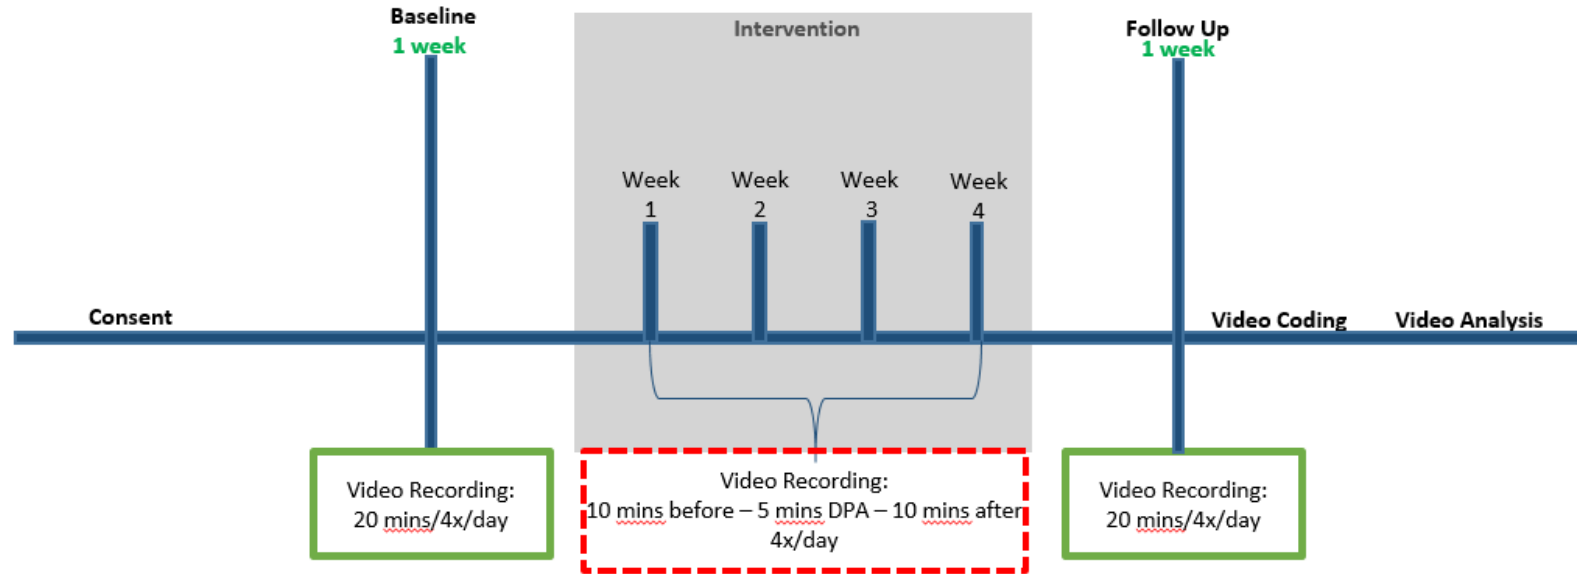 Baseline
1 week
Intervention
Follow Up
1 week
Week
1
Week
2
Week
3
Week
4
Consent
Video Coding
Video Analysis
Video Recording:
20 mins/4x/day
Video Recording:
10 mins before – 5 mins DPA – 10 mins after
4x/day
Video Recording:
20 mins/4x/day